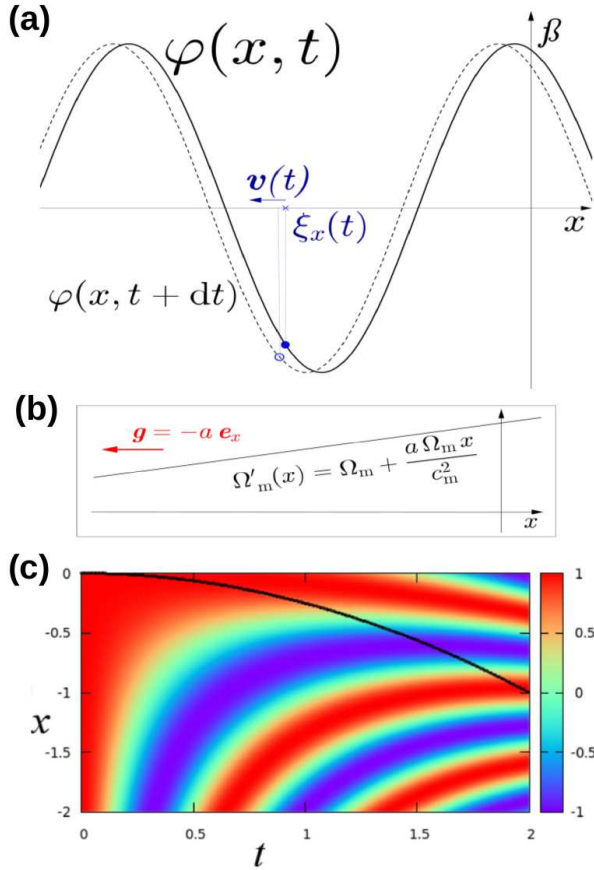 (a)
ß
φ(x, t)
v(t)
ξx(t)
x
φ(x, t + dt)
(b)
g = −a ex
Ω′m(x) = Ωm + a Ωm x / c²m
x
(c)
0
-0.5
-1
-1.5
-2
x
0
0.5
1
1.5
2
t
1
0.5
0
-0.5
-1